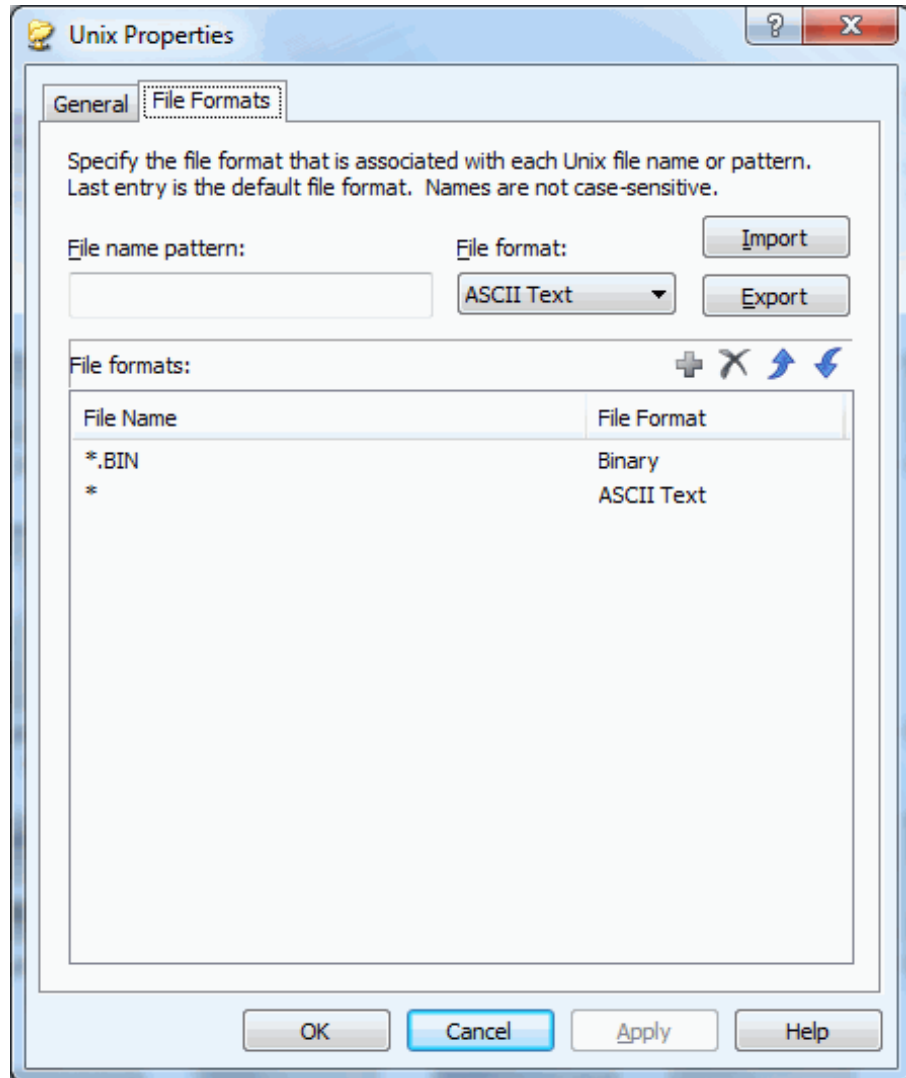 Unix Properties
General
File Formats
Specify the file format that is associated with each Unix file name or pattern.
Last entry is the default file format. Names are not case-sensitive.
File name pattern:
File format:
Import
ASCII Text
Export
File formats:
File Name
File Format
*.BIN
Binary
*
ASCII Text
OK
Cancel
Apply
Help